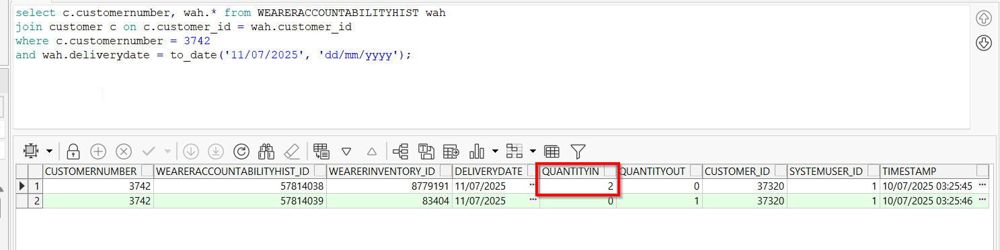 select c.customernumber, wah.* from WEARERACCOUNTABILITYHIST wah
join customer c on c.customer_id = wah.customer_id
where c.customernumber = 3742
and wah.deliverydate = to_date('11/07/2025', 'dd/mm/yyyy');
CUSTOMERNUMBER WEARERACCOUNTABILITYHIST_ID WEARERINVENTORY_ID DELIVERYDATE QUANTITYIN QUANTITYOUT CUSTOMER_ID SYSTEMUSER_ID TIMESTAMP
1 3742 57814038 8779191 11/07/2025 ... 2 0 37320 1 10/07/2025 03:25:45 ...
2 3742 57814039 83404 11/07/2025 ... 0 1 37320 1 10/07/2025 03:25:46 ...